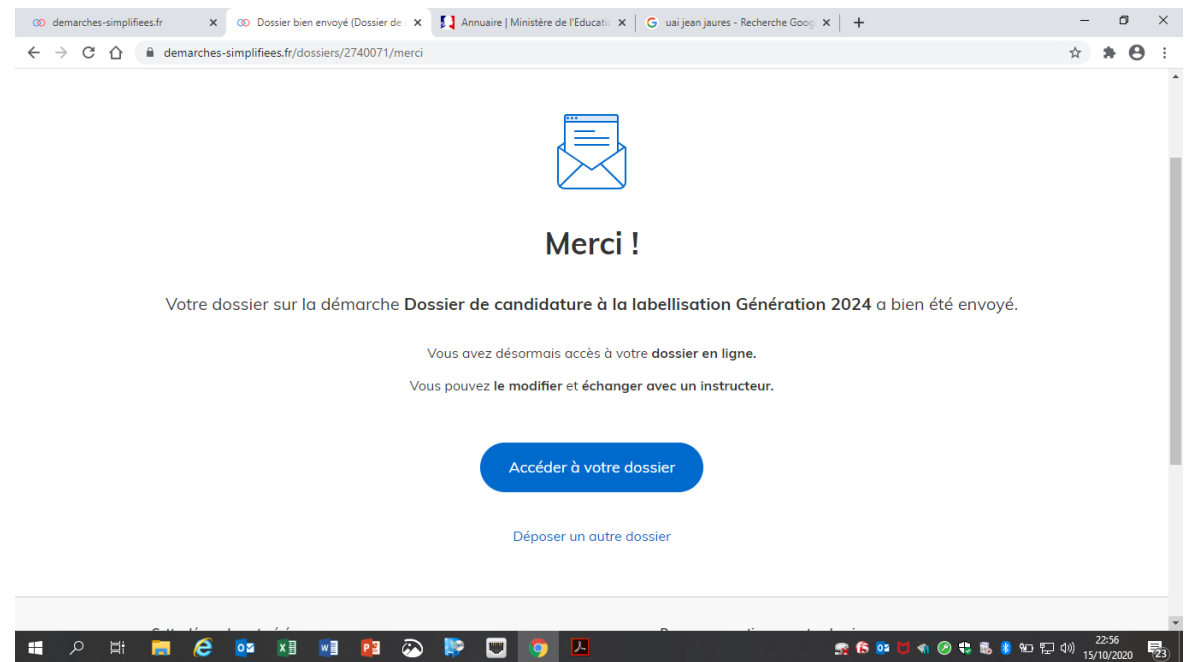 demarches-simplifiees.fr
Dossier bien envoyé (Dossier de
Annuaire | Ministère de l'Educatio
uai jean jaures - Recherche Goog
demarches-simplifiees.fr/dossiers/2740071/merci
Merci !
Votre dossier sur la démarche Dossier de candidature à la labellisation Génération 2024 a bien été envoyé.
Vous avez désormais accès à votre dossier en ligne.
Vous pouvez le modifier et échanger avec un instructeur.
Accéder à votre dossier
Déposer un autre dossier
22:56
15/10/2020
23